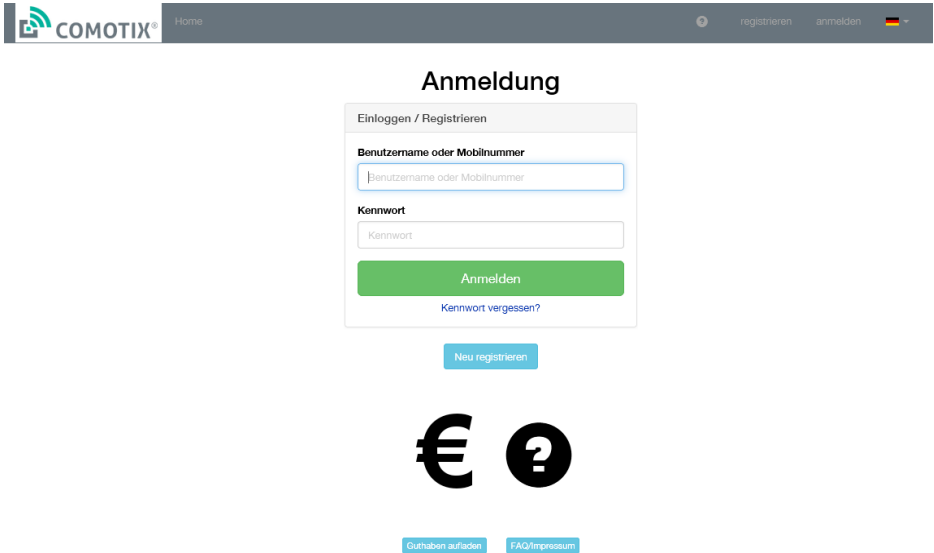 COMOTIX®
Home
registrieren
anmelden
Anmeldung
Einloggen / Registrieren
Benutzername oder Mobilnummer
Benutzername oder Mobilnummer
Kennwort
Kennwort
Anmelden
Kennwort vergessen?
Neu registrieren
€ ?
Guthaben aufladen
FAQ/Impressum